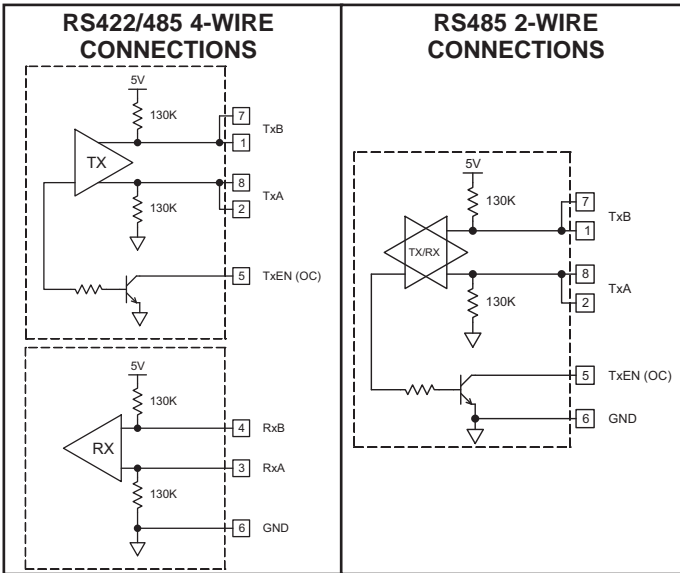 RS422/485 4-WIRE
CONNECTIONS
5V
130K
7
TxB
1
TX
8
TxA
130K
2
5
TxEN (OC)
5V
130K
4
RxB
RX
3
RxA
130K
6
GND
RS485 2-WIRE
CONNECTIONS
5V
130K
7
TxB
1
TX/RX
8
TxA
130K
2
5
TxEN (OC)
6
GND